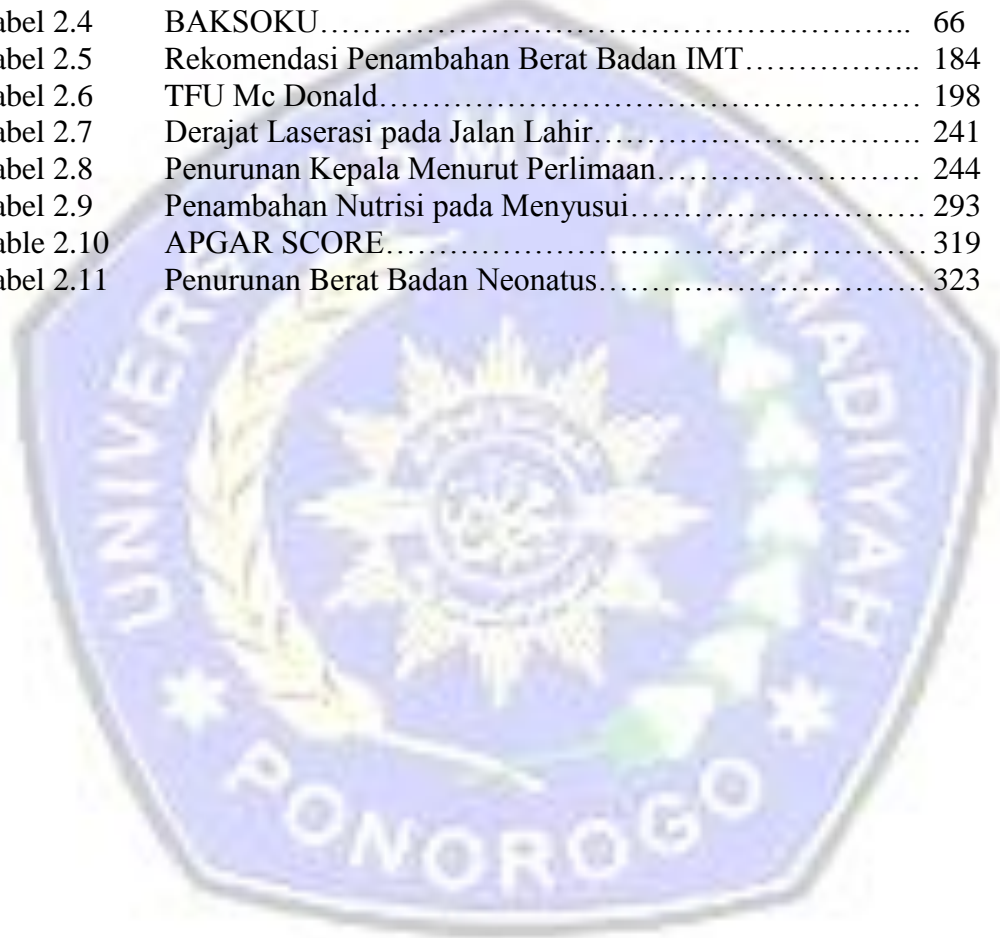 abel 2.4 BAKSOKU……………………………………………….. 66
abel 2.5 Rekomendasi Penambahan Berat Badan IMT…………….. 184
abel 2.6 TFU Mc Donald……………………………………………… 198
abel 2.7 Derajat Laserasi pada Jalan Lahir…………………………. 241
abel 2.8 Penurunan Kepala Menurut Perlimaan……………………. 244
abel 2.9 Penambahan Nutrisi pada Menyusui………………………. 293
able 2.10 APGAR SCORE……………………………………………… 319
abel 2.11 Penurunan Berat Badan Neonatus…………………………. 323
PONOROGO